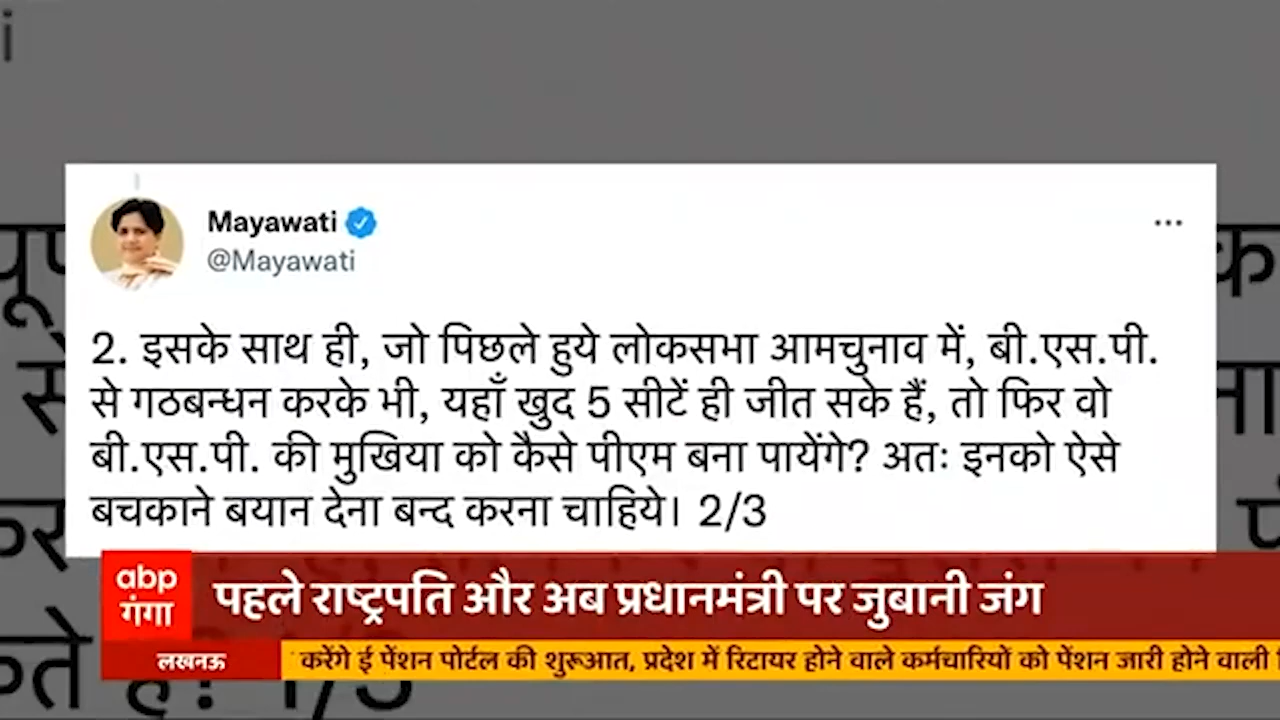 Mayawati
@Mayawati
2. इसके साथ ही, जो पिछले हुये लोकसभा आमचुनाव में, बी.एस.पी.
से गठबन्धन करके भी, यहाँ खुद 5 सीटें ही जीत सके हैं, तो फिर वो
बी.एस.पी. की मुखिया को कैसे पीएम बना पायेंगे? अतः इनको ऐसे
बचकाने बयान देना बन्द करना चाहिये। 2/3
abp
गंगा
पहले राष्ट्रपति और अब प्रधानमंत्री पर जुबानी जंग
लखनऊ
करेंगे ई पेंशन पोर्टल की शुरूआत, प्रदेश में रिटायर होने वाले कर्मचारियों को पेंशन जारी होने वाली